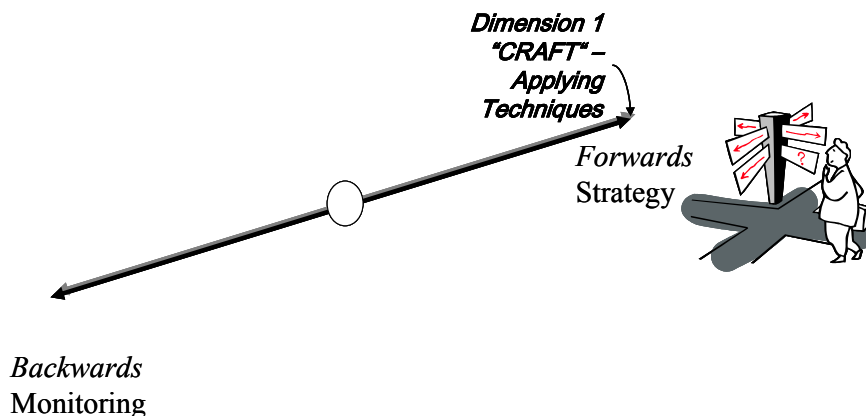 Dimension 1
“CRAFT“ –
Applying
Techniques
Forwards
Strategy
?
Backwards
Monitoring